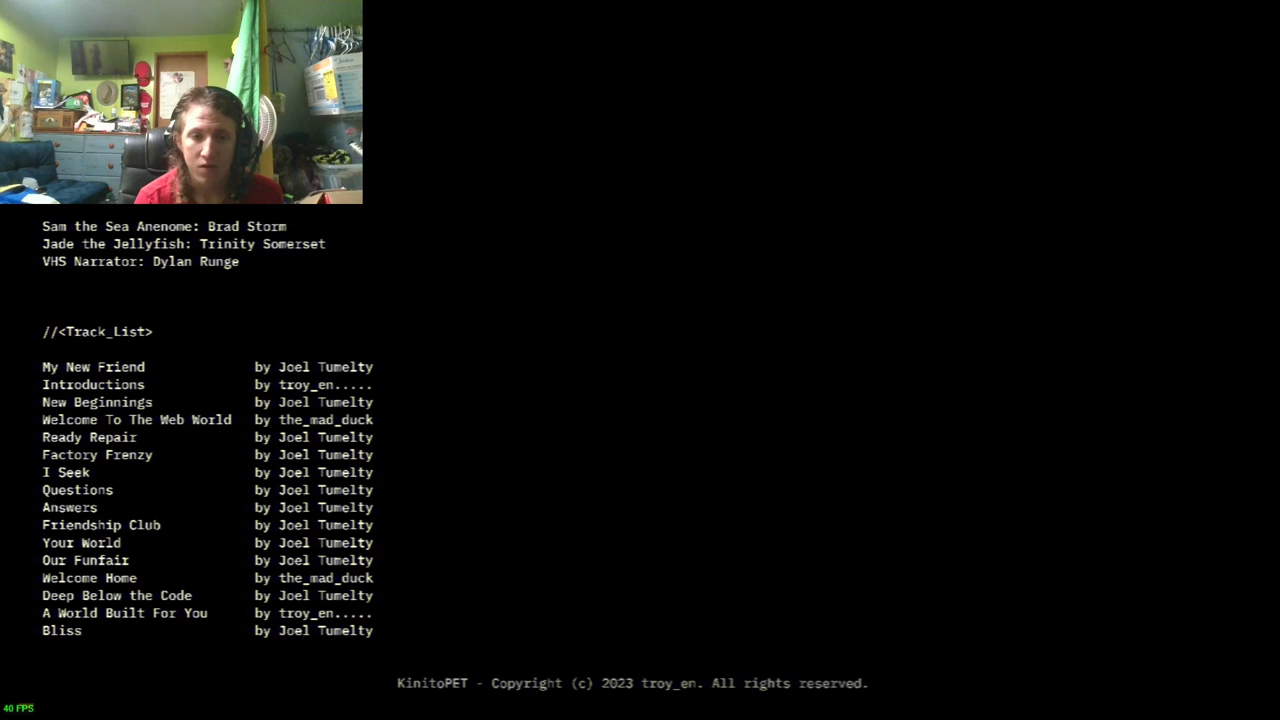 Sam the Sea Anenome: Brad Storm
Jade the Jellyfish: Trinity Somerset
VHS Narrator: Dylan Runge
//<Track_List>
My New Friend by Joel Tumelty
Introductions by troy_en.....
New Beginnings by Joel Tumelty
Welcome To The Web World by the_mad_duck
Ready Repair by Joel Tumelty
Factory Frenzy by Joel Tumelty
I Seek by Joel Tumelty
Questions by Joel Tumelty
Answers by Joel Tumelty
Friendship Club by Joel Tumelty
Your World by Joel Tumelty
Our Funfair by Joel Tumelty
Welcome Home by the_mad_duck
Deep Below the Code by Joel Tumelty
A World Built For You by troy_en.....
Bliss by Joel Tumelty
KinitoPET - Copyright (c) 2023 troy_en. All rights reserved.
40 FPS